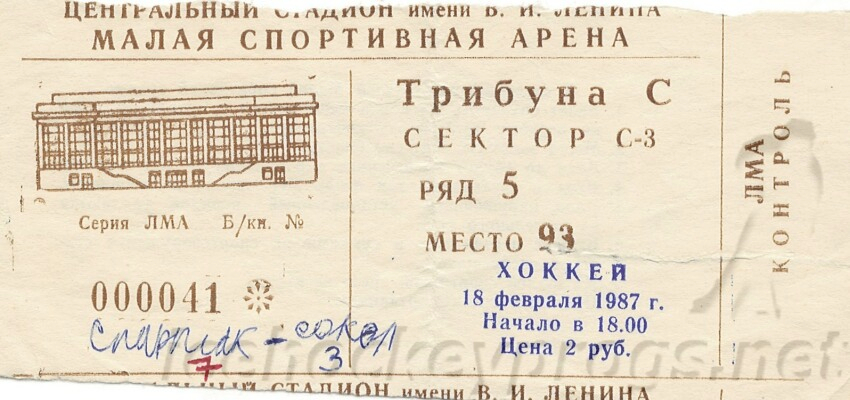 ЦЕНТРАЛЬНЫЙ СТАДИОН имени В. И. ЛЕНИНА
МАЛАЯ СПОРТИВНАЯ АРЕНА
Трибуна С
СЕКТОР С-3
РЯД 5
МЕСТО 93
Серия ЛМА Б/кн. №
000041
ХОККЕЙ
18 февраля 1987 г.
Начало в 18.00
Цена 2 руб.
Спартак - Сокол
7 3
ЛМА
КОНТРОЛЬ
СТАДИОН имени В. И. ЛЕНИНА
icehockeyprogs.net